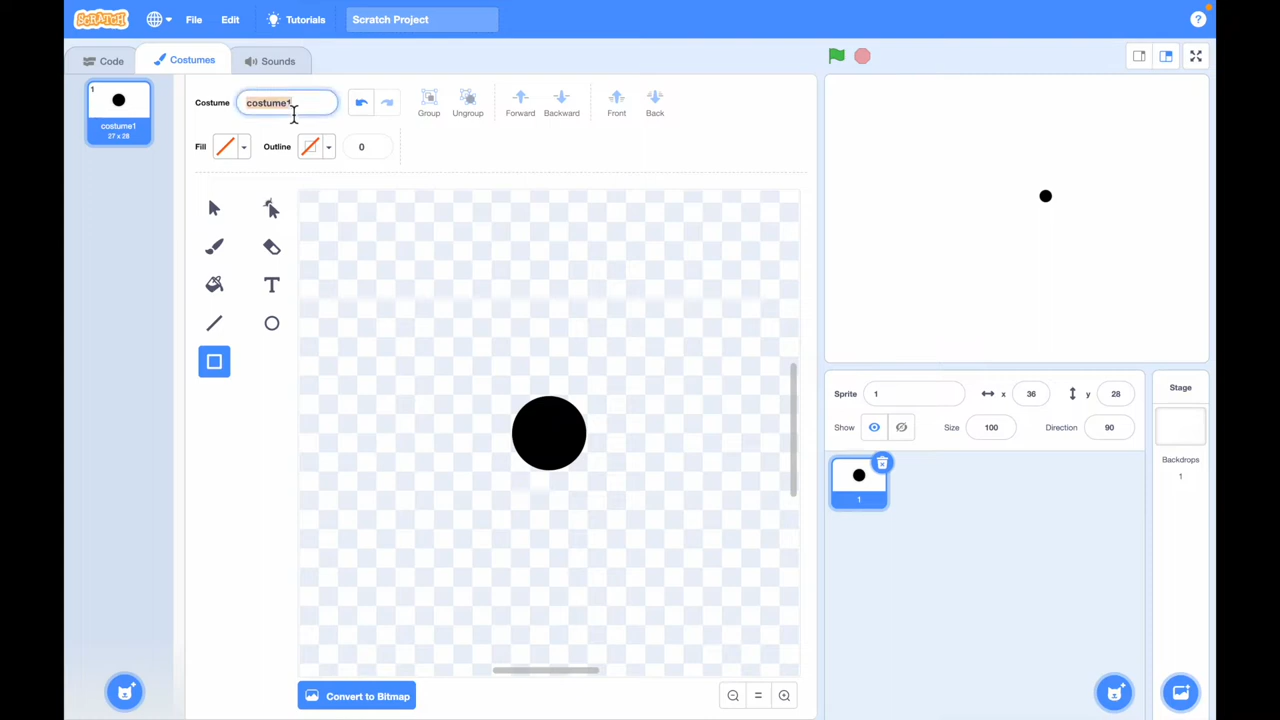 SCRATCH File Edit Tutorials Scratch Project ?
Code Costumes Sounds
1
costume1
27 x 28
Costume costume1 Group Ungroup Forward Backward Front Back
Fill Outline 0
T
Convert to Bitmap
Sprite 1 x 36 y 28
Show Size 100 Direction 90
1
Stage
Backdrops
1